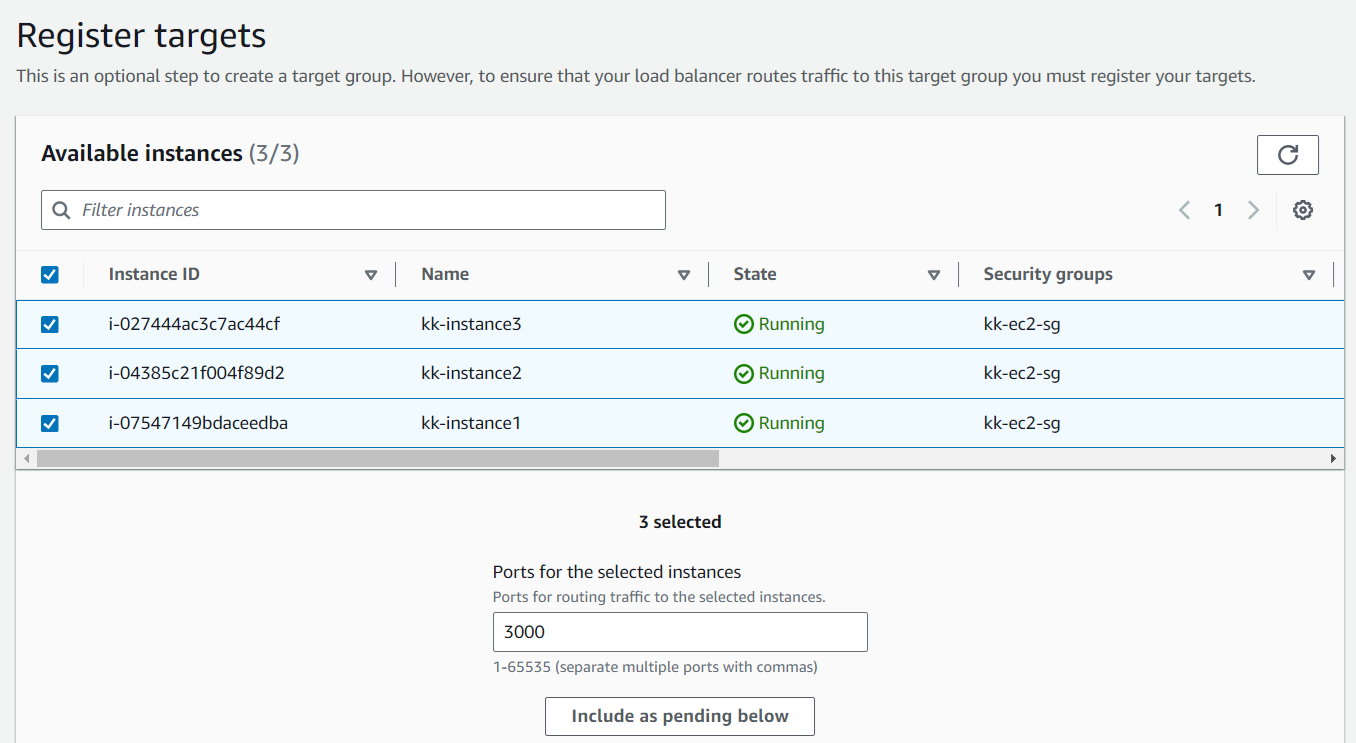 Register targets
This is an optional step to create a target group. However, to ensure that your load balancer routes traffic to this target group you must register your targets.
Available instances (3/3)
Filter instances
1
Instance ID Name State Security groups
i-027444ac3c7ac44cf kk-instance3 Running kk-ec2-sg
i-04385c21f004f89d2 kk-instance2 Running kk-ec2-sg
i-07547149bdaceedba kk-instance1 Running kk-ec2-sg
3 selected
Ports for the selected instances
Ports for routing traffic to the selected instances.
3000
1-65535 (separate multiple ports with commas)
Include as pending below